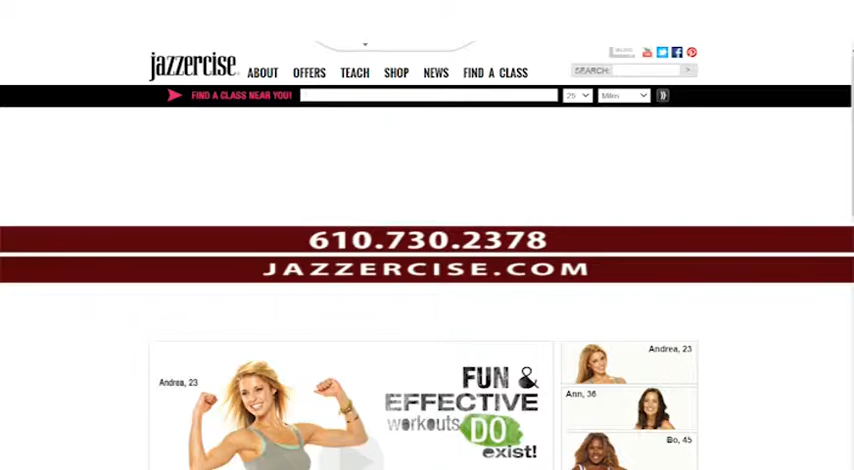 jazzercise
BLOG
ABOUT OFFERS TEACH SHOP NEWS FIND A CLASS
SEARCH:
FIND A CLASS NEAR YOU! 25 Miles
610.730.2378
JAZZERCISE.COM
Andrea, 23
FUN &
EFFECTIVE
workouts DO
exist!
Andrea, 23
Ann, 36
Bo, 45